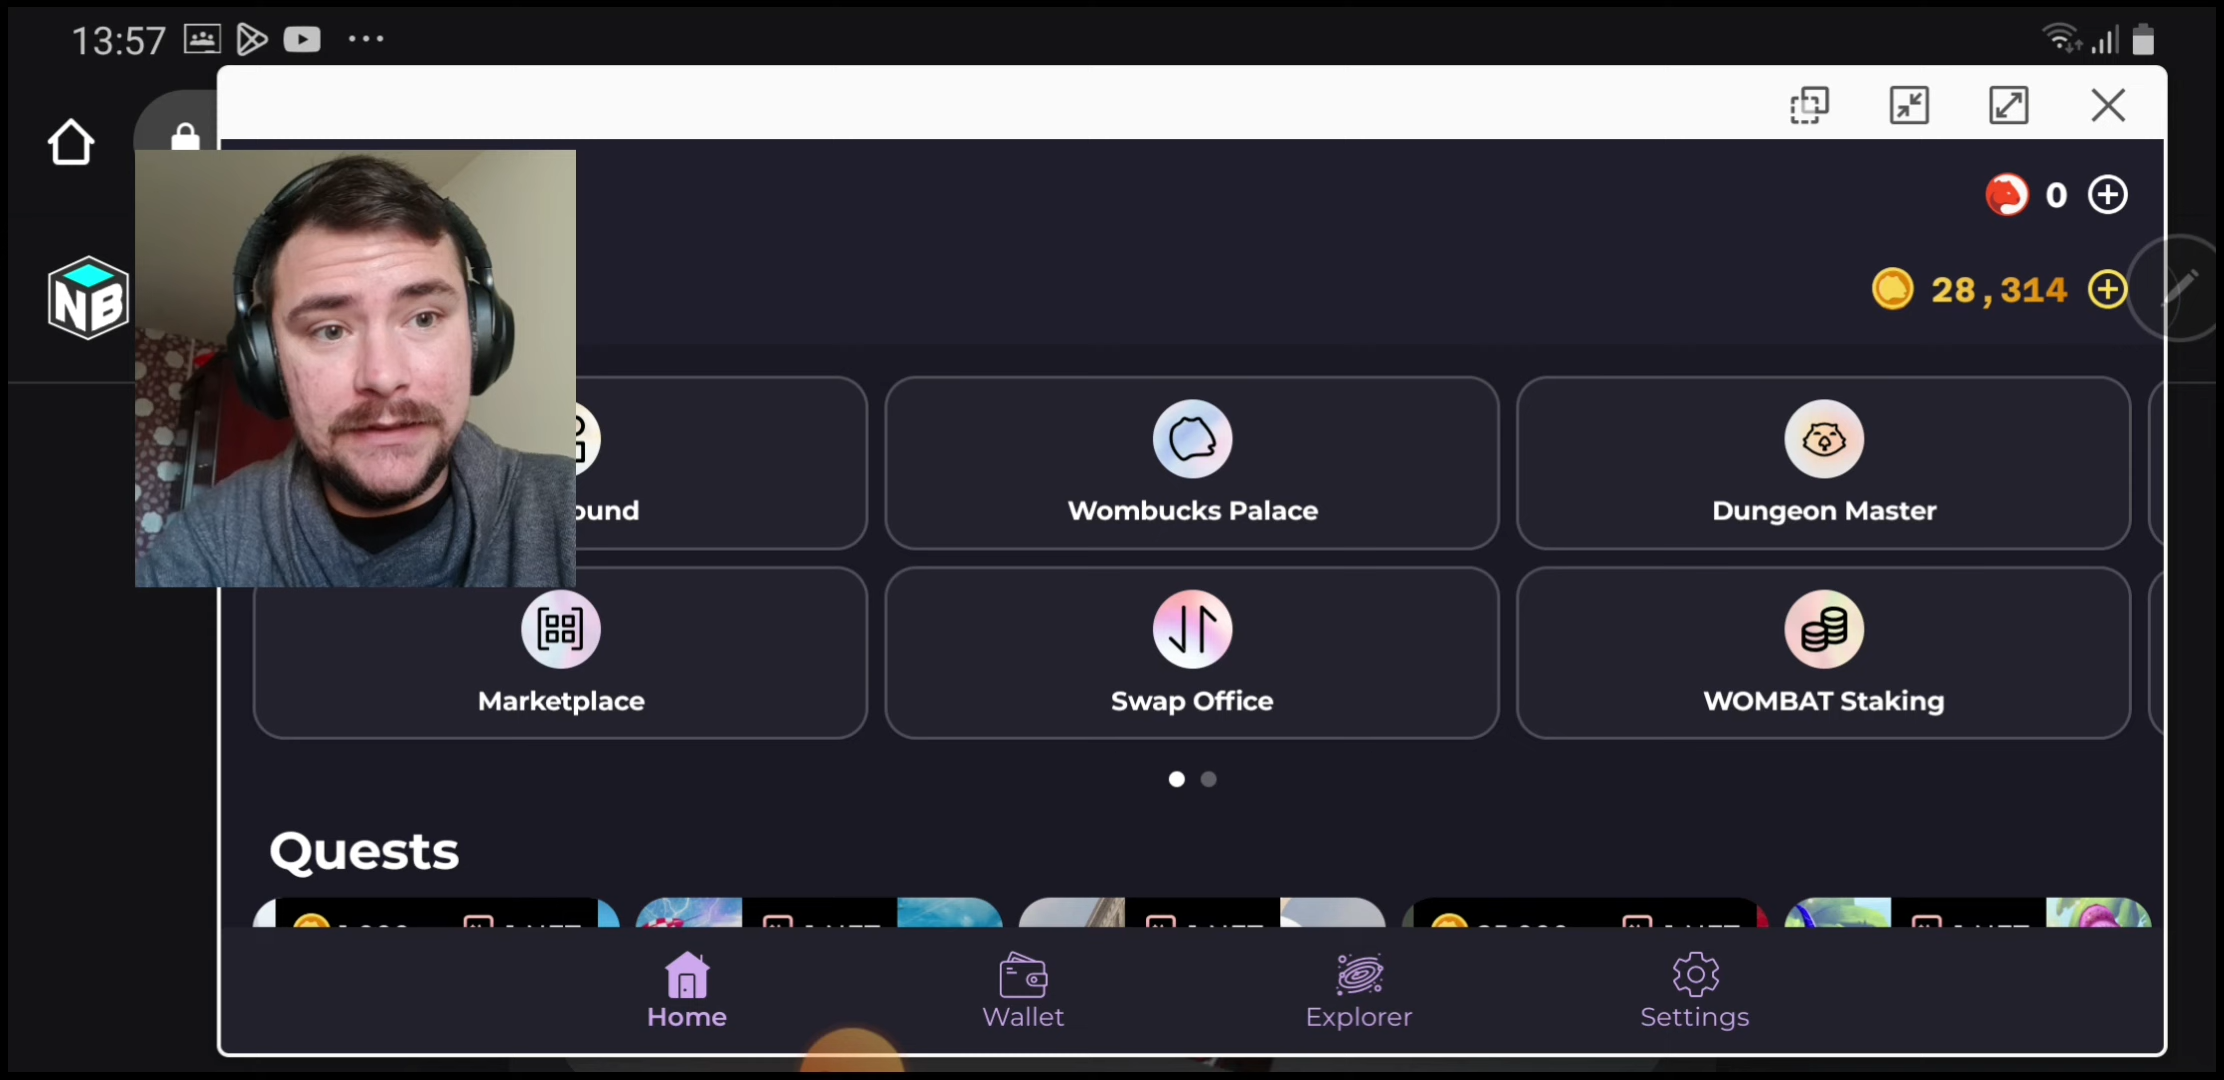 13:57
0
NB
28,314
ound
Wombucks Palace
Dungeon Master
Marketplace
Swap Office
WOMBAT Staking
Quests
Home
Wallet
Explorer
Settings